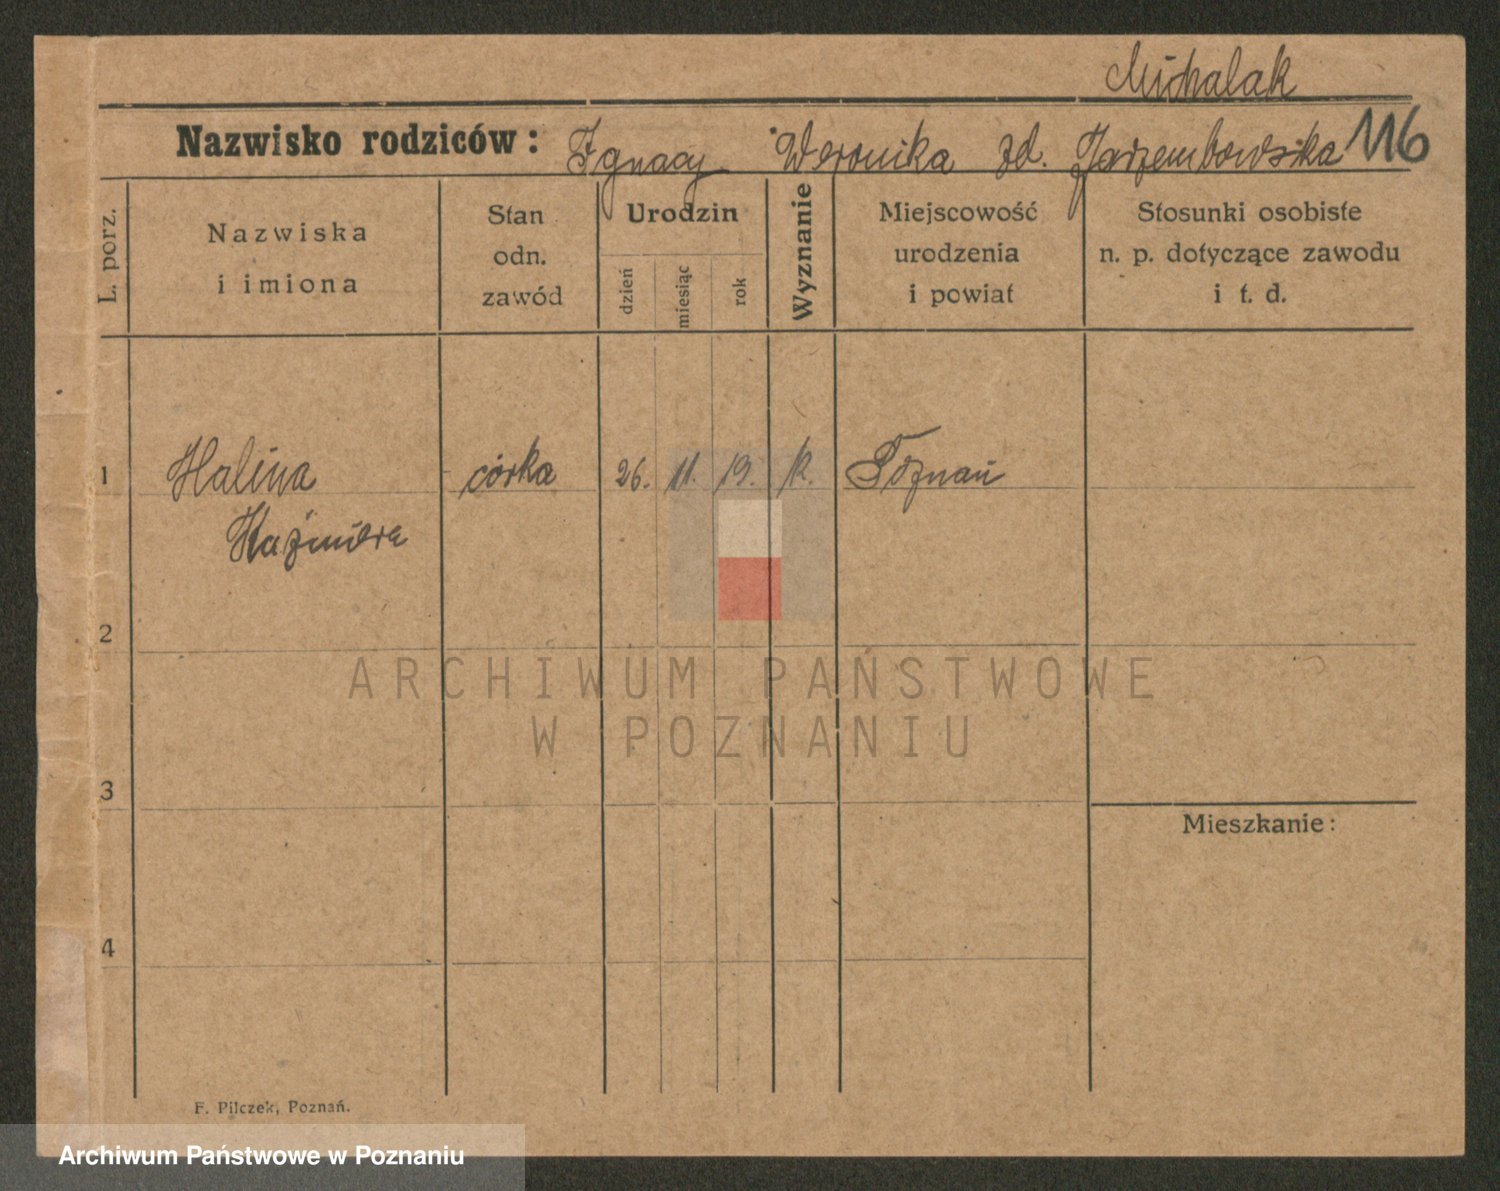 Michalak
Nazwisko rodziców: Ignacy Weronika zd. Jarzembowska 116
L. porz.
Nazwiska
i imiona
Stan
odn.
zawód
Urodzin
dzień
miesiąc
rok
Wyznanie
Miejscowość
urodzenia
i powiat
Stosunki osobiste
n. p. dotyczące zawodu
i t. d.
1 Halina córka 26. 11. 19. k. Poznań
Kaźmiera
2
ARCHIWUM PAŃSTWOWE
W POZNANIU
3
Mieszkanie:
4
F. Pilczek, Poznań.
Archiwum Państwowe w Poznaniu